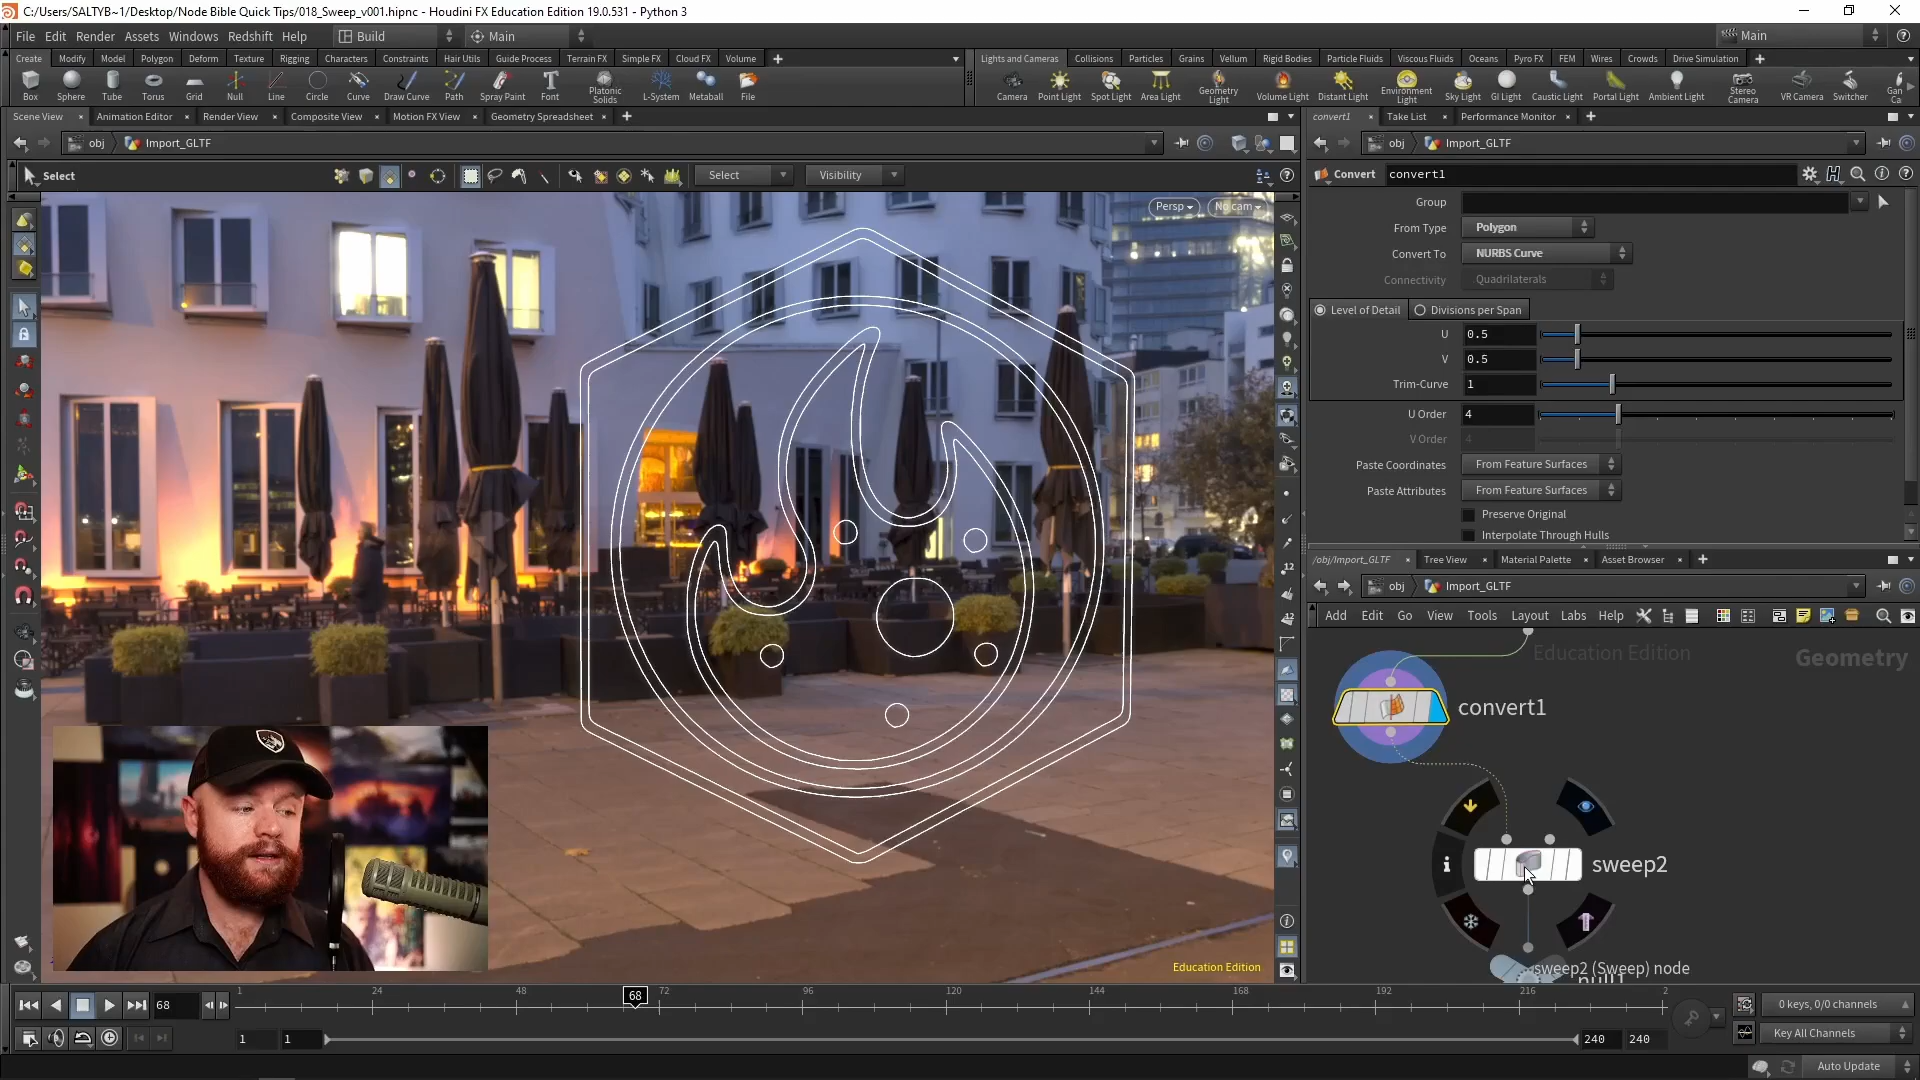 C:/Users/SALTYB~1/Desktop/Node Bible Quick Tips/018_Sweep_v001.hipnc - Houdini FX Education Edition 19.0.531 - Python 3
File Edit Render Assets Windows Redshift Help Build Main Main
Create Modify Model Polygon Deform Texture Rigging Characters Constraints Hair Utils Guide Process Terrain FX Simple FX Cloud FX Volume
Lights and Cameras Collisions Particles Grains Vellum Rigid Bodies Particle Fluids Viscous Fluids Oceans Pyro FX FEM Wires Crowds Drive Simulation
Box Sphere Tube Torus Grid Null Line Circle Curve Draw Curve Path Spray Paint Font Platonic Solids L-System Metaball File
Camera Point Light Spot Light Area Light Geometry Light Volume Light Distant Light Environment Light Sky Light GI Light Caustic Light Portal Light Ambient Light Stereo Camera VR Camera Switcher Gan Ca
Scene View Animation Editor Render View Composite View Motion FX View Geometry Spreadsheet
convert1 Take List Performance Monitor
obj Import_GLTF
obj Import_GLTF
Select Select Visibility
Convert convert1
Persp No cam
Group
From Type Polygon
Convert To NURBS Curve
Connectivity Quadrilaterals
Level of Detail Divisions per Span
U 0.5
V 0.5
Trim-Curve 1
U Order 4
V Order 4
Paste Coordinates From Feature Surfaces
Paste Attributes From Feature Surfaces
Preserve Original
Interpolate Through Hulls
/obj/Import_GLTF Tree View Material Palette Asset Browser
obj Import_GLTF
Add Edit Go View Tools Layout Labs Help
Education Edition Geometry
convert1
sweep2
sweep2 (Sweep) node
null1
Education Edition
68 1 24 48 68 72 96 120 144 168 192 216 2
0 keys, 0/0 channels
1 1 240 240 Key All Channels
Auto Update